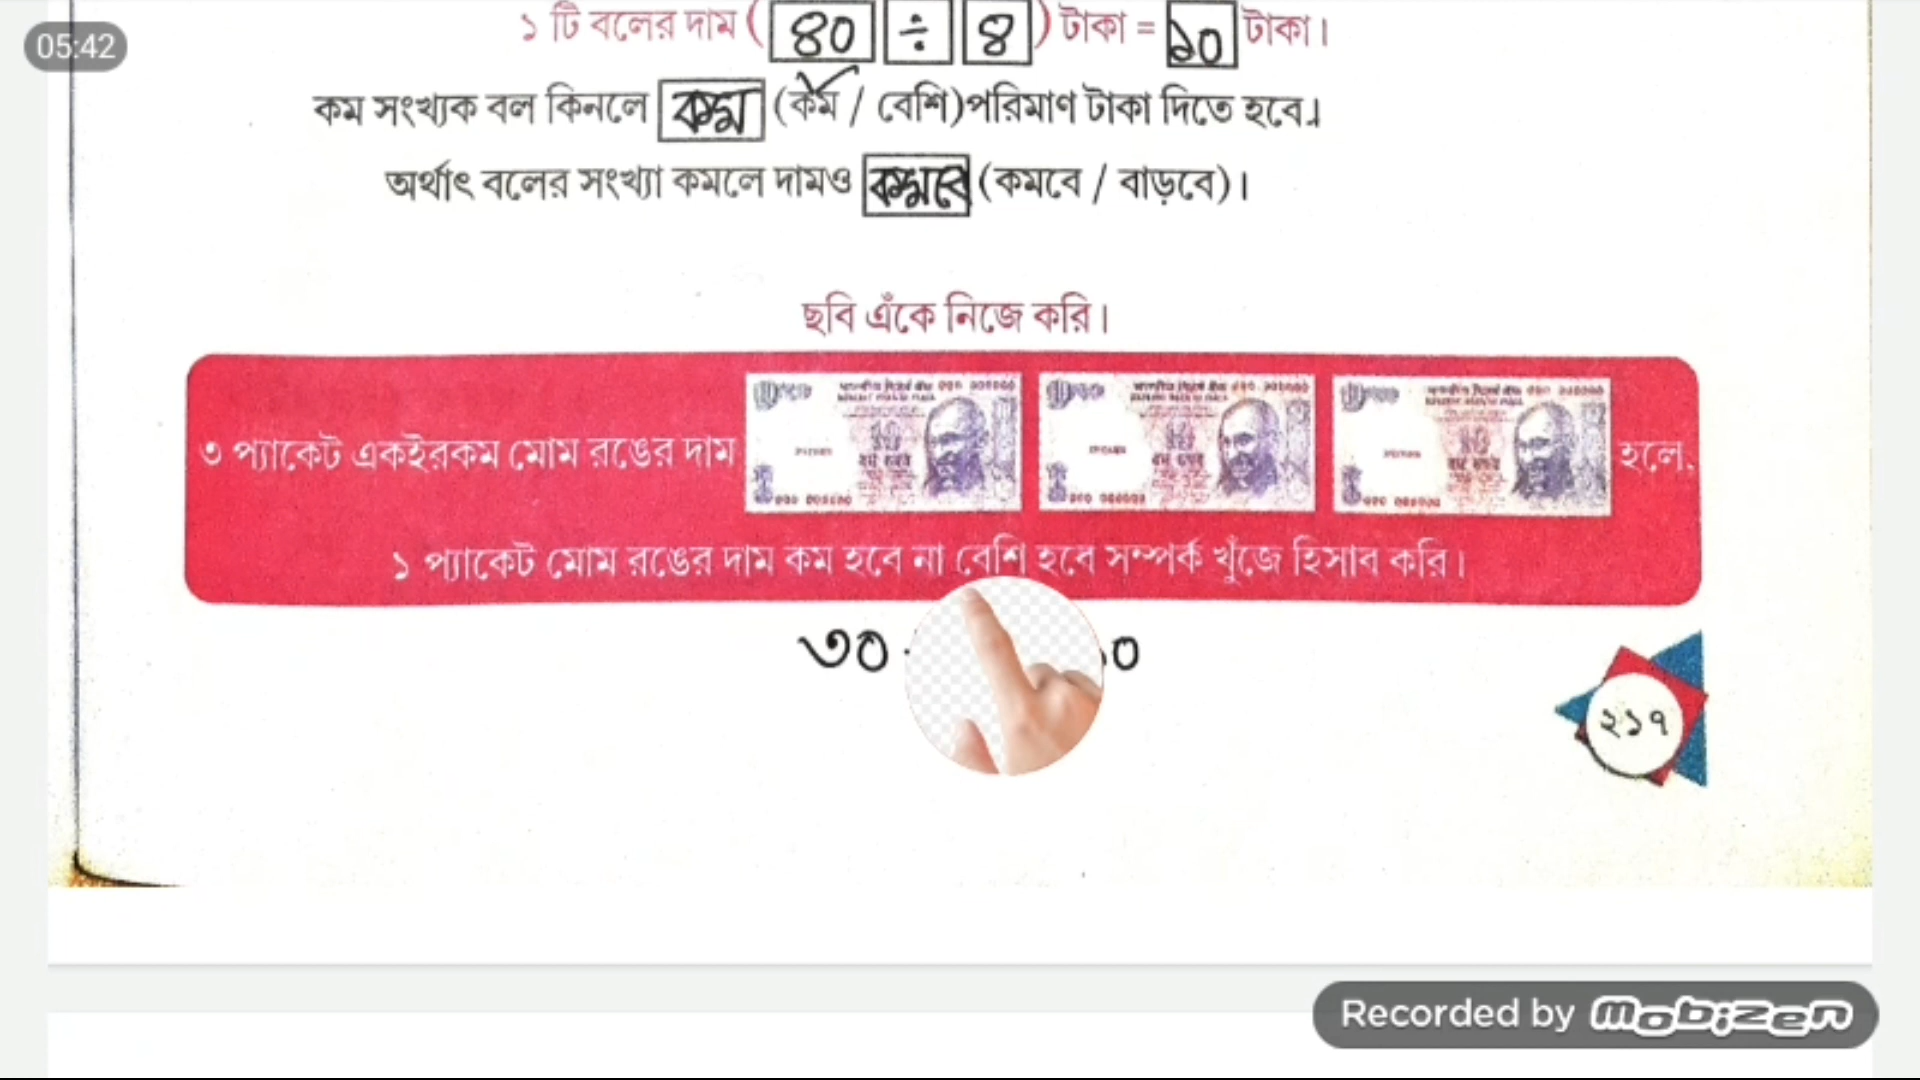 05:42
১ টি বলের দাম ( ৪০ ÷ ৪ ) টাকা = ১০ টাকা।
কম সংখ্যক বল কিনলে কম (কম / বেশি)পরিমাণ টাকা দিতে হবে।
অর্থাৎ বলের সংখ্যা কমলে দামও কমবে (কমবে / বাড়বে)।
ছবি এঁকে নিজে করি।
৩ প্যাকেট একইরকম মোম রঙের দাম হলে,
১ প্যাকেট মোম রঙের দাম কম হবে না বেশি হবে সম্পর্ক খুঁজে হিসাব করি।
৩০
২১৭
Recorded by mobizen